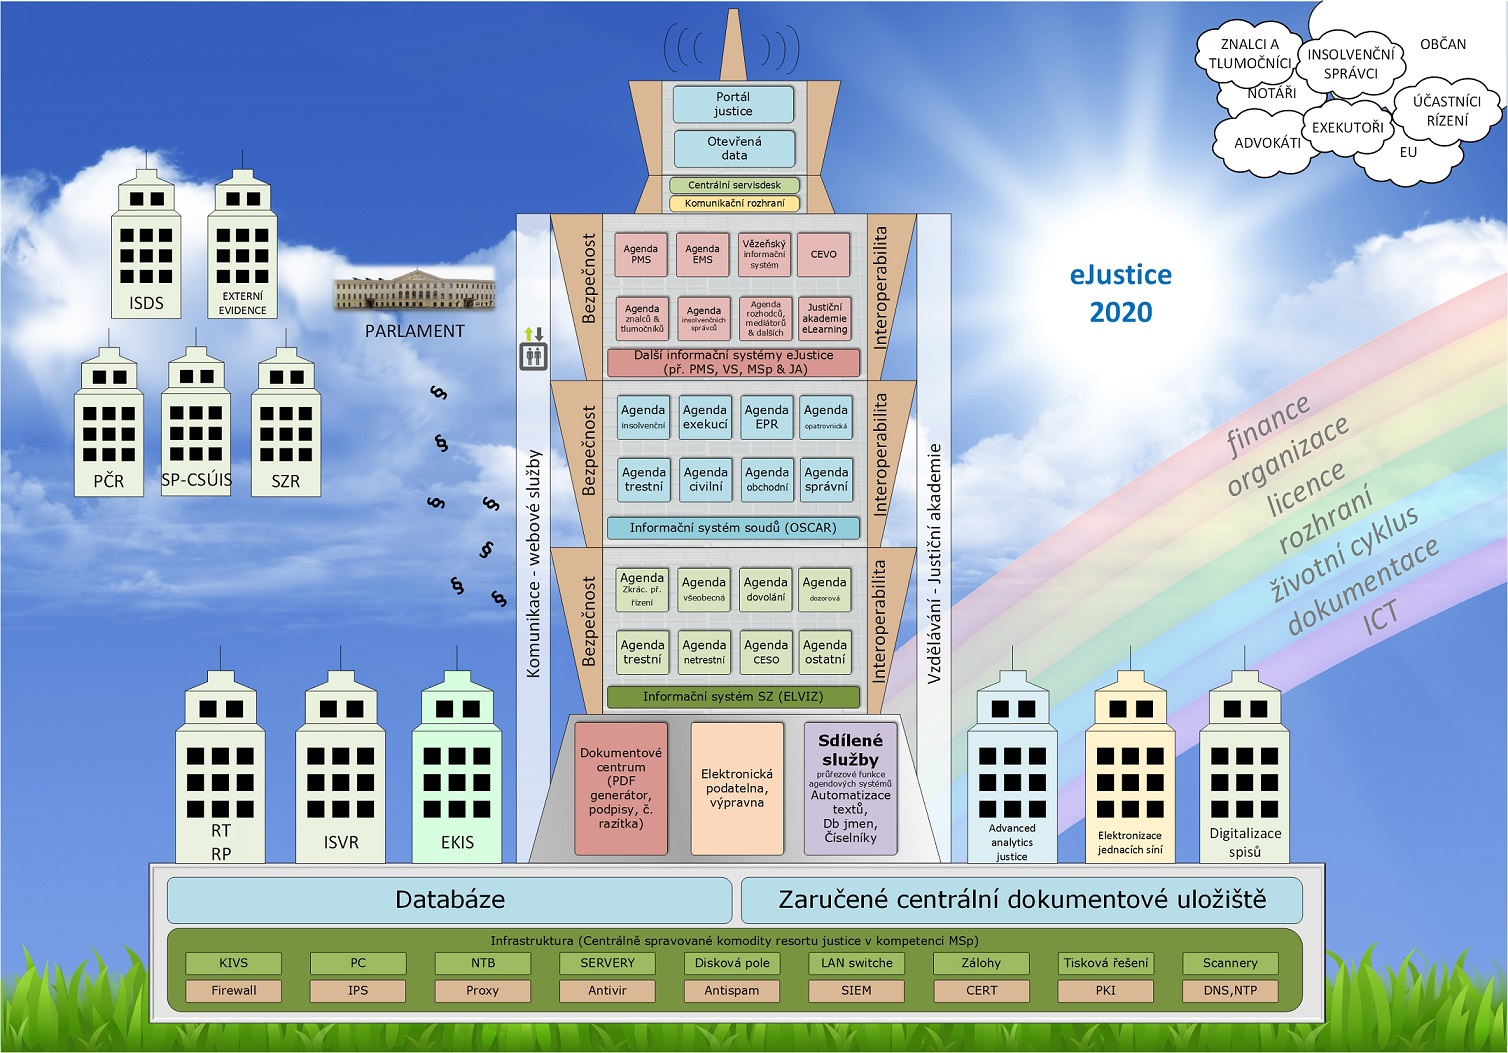 ZNALCI A
TLUMOČNÍCI
INSOLVENČNÍ
SPRÁVCI
OBČAN
NOTÁŘI
ÚČASTNÍCI
ŘÍZENÍ
ADVOKÁTI
EXEKUTOŘI
EU
Portál
justice
Otevřená
data
Centrální servisdesk
Komunikační rozhraní
ISDS
EXTERNÍ
EVIDENCE
PARLAMENT
PČR
SP-CSÚIS
SZR
§
§
§
§
§
§
§
eJustice
2020
Komunikace - webové služby
Bezpečnost
Agenda
PMS
Agenda
EMS
Vězeňský
informační
systém
CEVO
Agenda
znalců &
tlumočníků
Agenda
insolvenčních
správců
Agenda
rozhodců,
mediátorů
& dalších
Justiční
akademie
eLearning
Další informační systémy eJustice
(př. PMS, VS, MSp & JA)
Interoperabilita
Bezpečnost
Agenda
insolvenční
Agenda
exekucí
Agenda
EPR
Agenda
opatrovnická
Agenda
trestní
Agenda
civilní
Agenda
obchodní
Agenda
správní
Informační systém soudů (OSCAR)
Interoperabilita
Bezpečnost
Agenda
Zkrác. př.
řízení
Agenda
všeobecná
Agenda
dovolání
Agenda
dozorová
Agenda
trestní
Agenda
netrestní
Agenda
CESO
Agenda
ostatní
Informační systém SZ (ELVIZ)
Interoperabilita
Vzdělávání - Justiční akademie
finance
organizace
licence
rozhraní
životní cyklus
dokumentace
ICT
RT
RP
ISVR
EKIS
Dokumentové
centrum
(PDF
generátor,
podpisy, č.
razítka)
Elektronická
podatelna,
výpravna
Sdílené
služby
průřezové funkce
agendových systémů
Automatizace
textů,
Db jmen,
Číselníky
Advanced
analytics
justice
Elektronizace
jednacích síní
Digitalizace
spisů
Databáze
Zaručené centrální dokumentové uložiště
Infrastruktura (Centrálně spravované komodity resortu justice v kompetenci MSp)
KIVS
PC
NTB
SERVERY
Disková pole
LAN switche
Zálohy
Tisková řešení
Scannery
Firewall
IPS
Proxy
Antivir
Antispam
SIEM
CERT
PKI
DNS,NTP